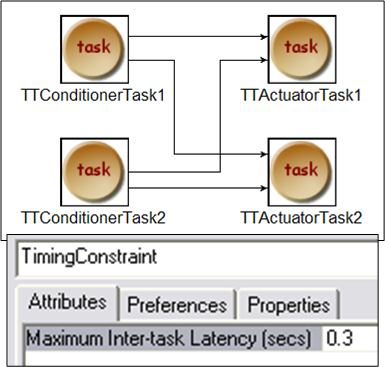 task task
TTConditionerTask1 TTActuatorTask1
task task
TTConditionerTask2 TTActuatorTask2
TimingConstraint
Attributes Preferences Properties
Maximum Inter-task Latency (secs) 0.3